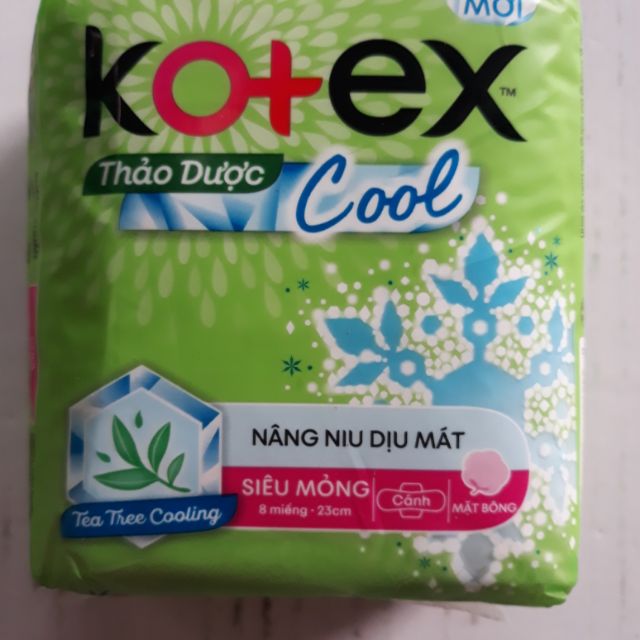 MỚI
Kotex™
Thảo Dược
Cool
NÂNG NIU DỊU MÁT
SIÊU MỎNG
8 miếng · 23cm
Cánh
MẶT BÔNG
Tea Tree Cooling